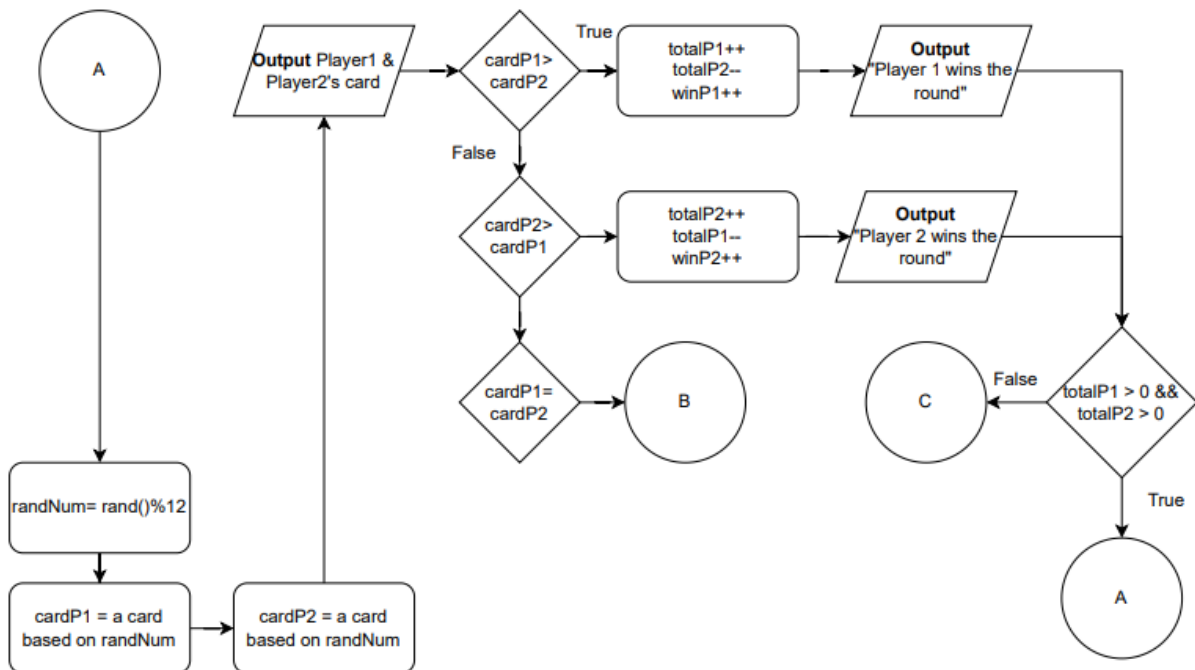 A
randNum= rand()%12
cardP1 = a card
based on randNum
cardP2 = a card
based on randNum
Output Player1 &
Player2's card
cardP1>
cardP2
True
totalP1++
totalP2--
winP1++
Output
"Player 1 wins the
round"
False
cardP2>
cardP1
totalP2++
totalP1--
winP2++
Output
"Player 2 wins the
round"
cardP1=
cardP2
B
totalP1 > 0 &&
totalP2 > 0
False
C
True
A